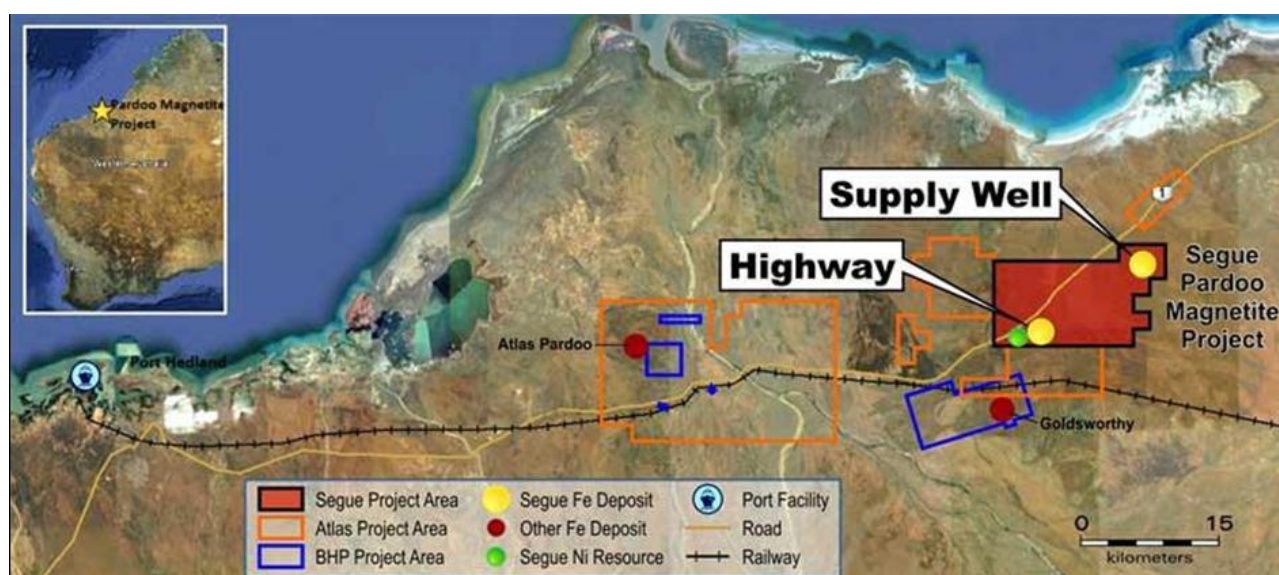 Pardoo Magnetite
Project
Western Australia
Supply Well
1
Highway
Segue
Pardoo
Magnetite
Project
Atlas Pardoo
Port Hedland
Goldsworthy
Segue Project Area
Segue Fe Deposit
Port Facility
Atlas Project Area
Other Fe Deposit
Road
BHP Project Area
Segue Ni Resource
Railway
0 15
kilometers